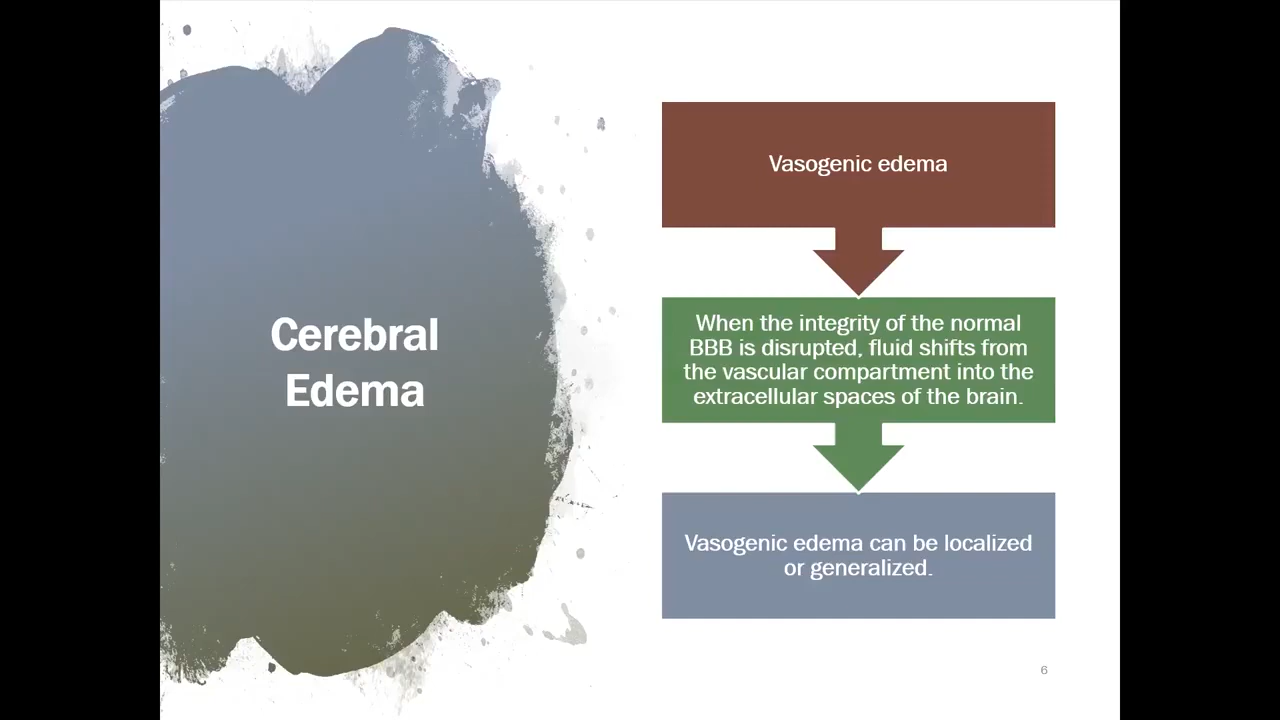 Cerebral
Edema
Vasogenic edema
When the integrity of the normal
BBB is disrupted, fluid shifts from
the vascular compartment into the
extracellular spaces of the brain.
Vasogenic edema can be localized
or generalized.
6